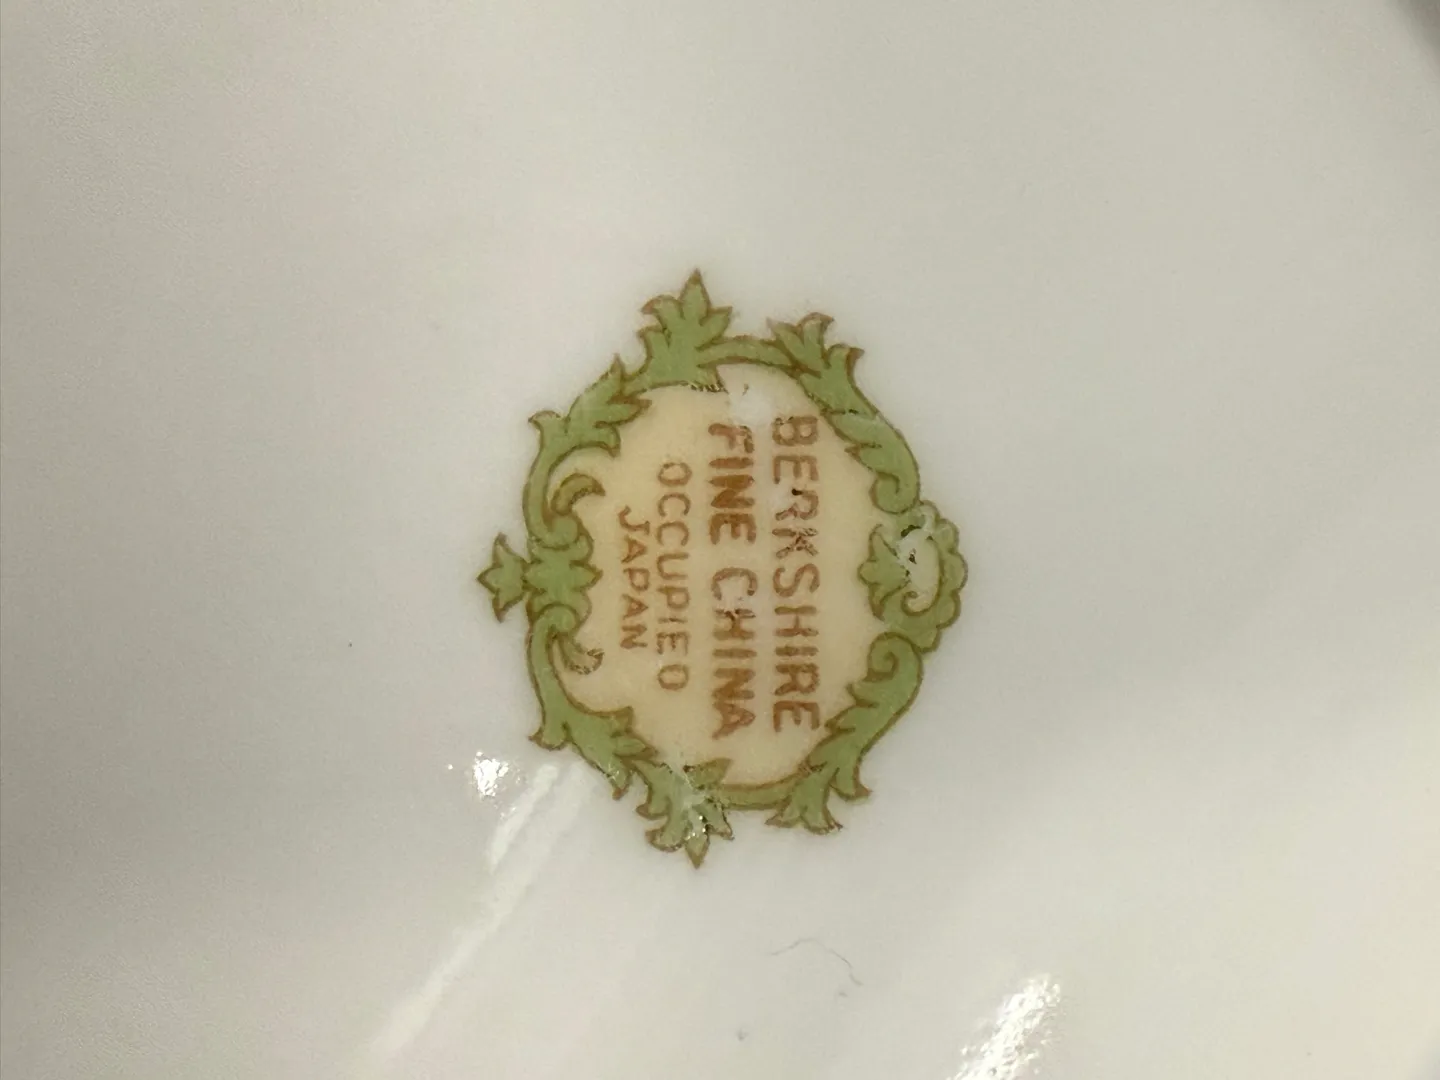 BERKSHIRE
FINE CHINA
OCCUPIED
JAPAN